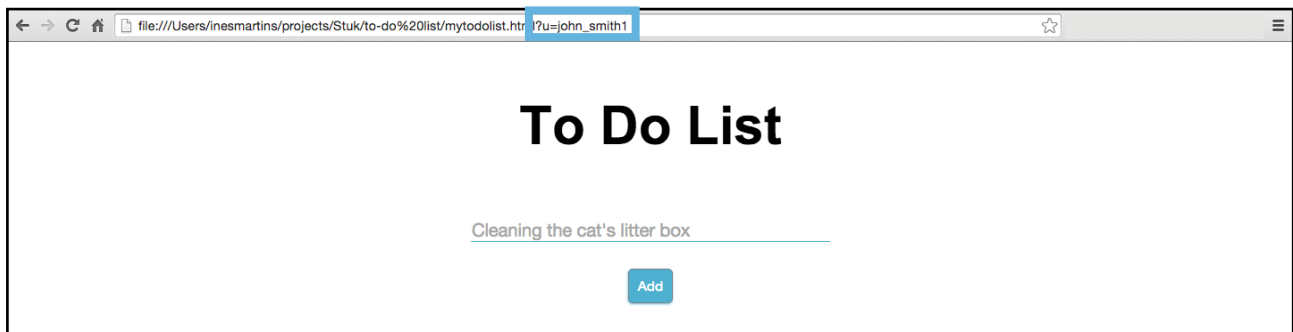 file:///Users/inesmartins/projects/Stuk/to-do%20list/mytodolist.html?u=john_smith1
To Do List
Cleaning the cat's litter box
Add